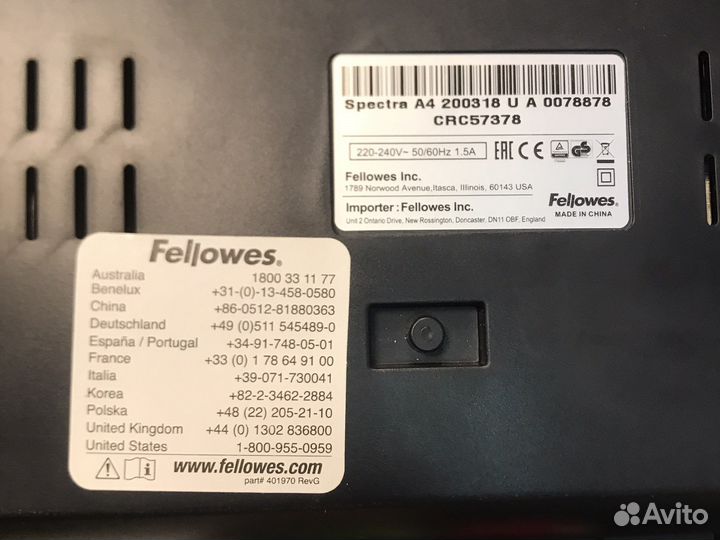 Spectra A4 200318 U A 0078878
CRC57378
220-240V~ 50/60Hz 1.5A
EAC CE
Fellowes Inc.
1789 Norwood Avenue,Itasca, Illinois, 60143 USA
Importer : Fellowes Inc.
Unit 2 Ontario Drive, New Rossington, Doncaster, DN11 OBF, England
Fellowes®
MADE IN CHINA
Fellowes®
Australia 1800 33 11 77
Benelux +31-(0)-13-458-0580
China +86-0512-81880363
Deutschland +49 (0)511 545489-0
España / Portugal +34-91-748-05-01
France +33 (0) 1 78 64 91 00
Italia +39-071-730041
Korea +82-2-3462-2884
Polska +48 (22) 205-21-10
United Kingdom +44 (0) 1302 836800
United States 1-800-955-0959
www.fellowes.com
part# 401970 RevG
Avito